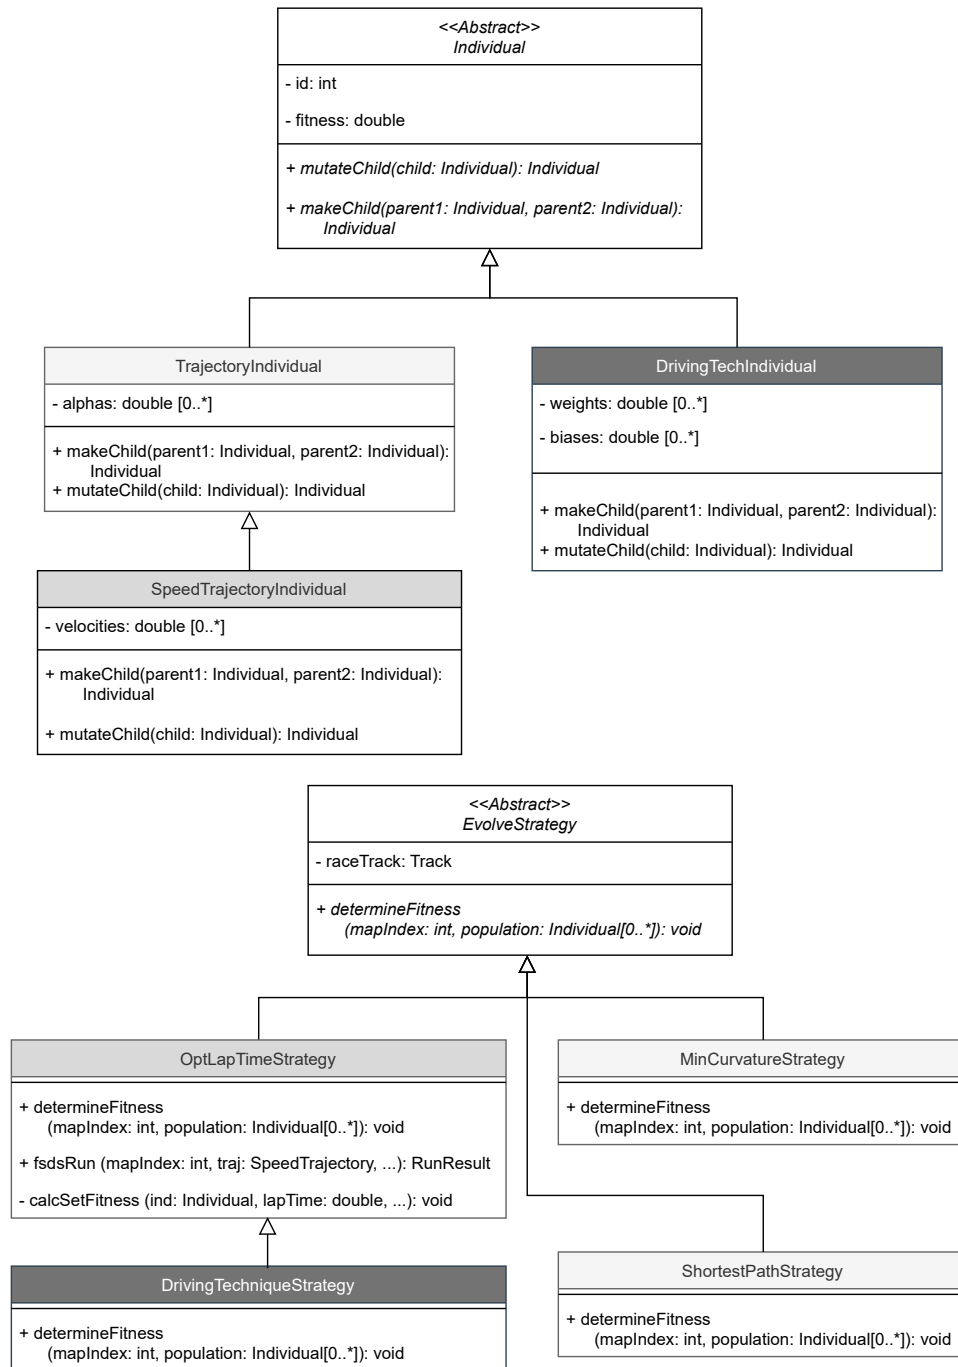 <<Abstract>>
Individual
- id: int
- fitness: double
+ mutateChild(child: Individual): Individual
+ makeChild(parent1: Individual, parent2: Individual):
Individual
TrajectoryIndividual
- alphas: double [0..*]
+ makeChild(parent1: Individual, parent2: Individual):
Individual
+ mutateChild(child: Individual): Individual
DrivingTechIndividual
- weights: double [0..*]
- biases: double [0..*]
+ makeChild(parent1: Individual, parent2: Individual):
Individual
+ mutateChild(child: Individual): Individual
SpeedTrajectoryIndividual
- velocities: double [0..*]
+ makeChild(parent1: Individual, parent2: Individual):
Individual
+ mutateChild(child: Individual): Individual
<<Abstract>>
EvolveStrategy
- raceTrack: Track
+ determineFitness
(mapIndex: int, population: Individual[0..*]): void
OptLapTimeStrategy
+ determineFitness
(mapIndex: int, population: Individual[0..*]): void
+ fsdsRun (mapIndex: int, traj: SpeedTrajectory, ...): RunResult
- calcSetFitness (ind: Individual, lapTime: double, ...): void
MinCurvatureStrategy
+ determineFitness
(mapIndex: int, population: Individual[0..*]): void
DrivingTechniqueStrategy
+ determineFitness
(mapIndex: int, population: Individual[0..*]): void
ShortestPathStrategy
+ determineFitness
(mapIndex: int, population: Individual[0..*]): void